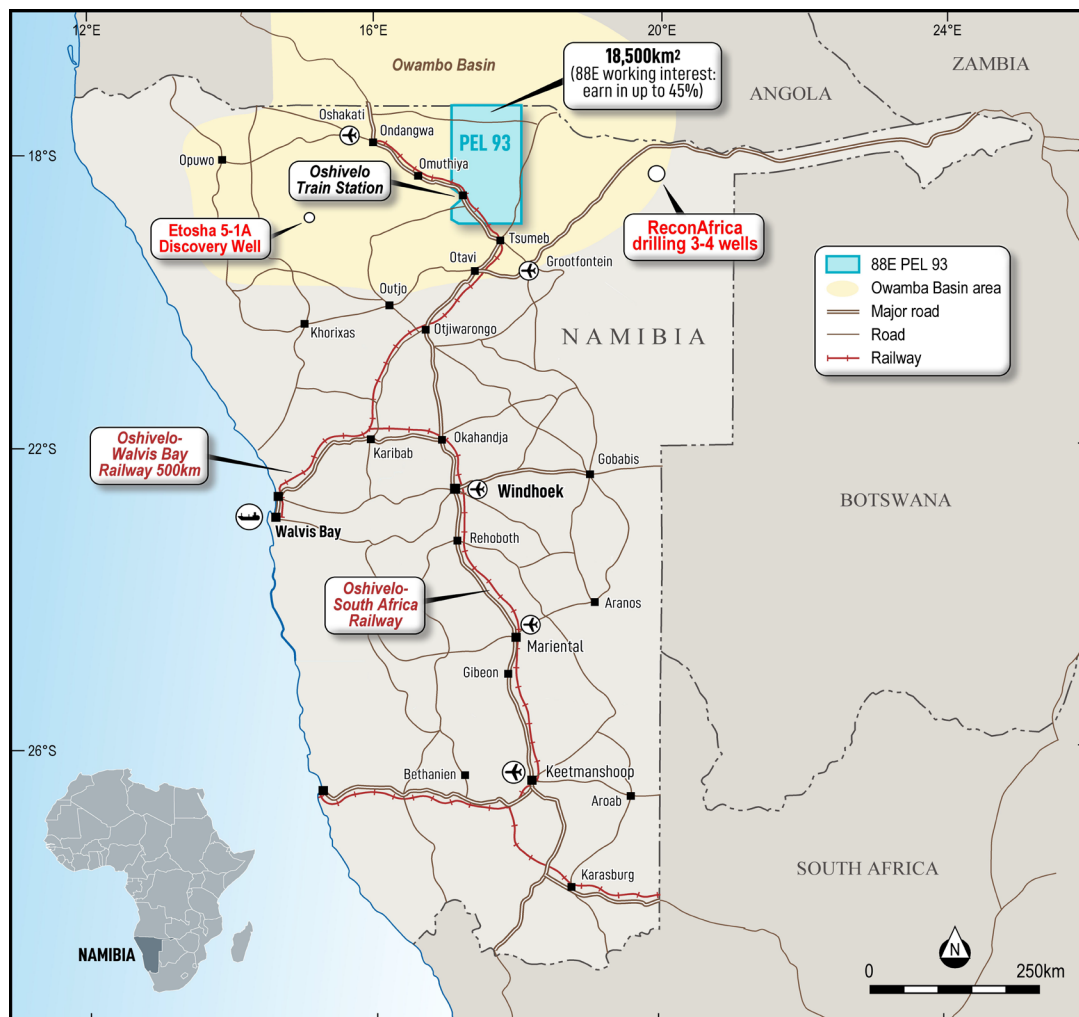 12°E
16°E
20°E
24°E
18°S
22°S
26°S
Owambo Basin
18,500km²
(88E working interest:
earn in up to 45%)
ZAMBIA
ANGOLA
Oshakati
Ondangwa
PEL 93
Opuwo
Omuthiya
Oshivelo
Train Station
Etosha 5-1A
Discovery Well
ReconAfrica
drilling 3-4 wells
Tsumeb
Otavi
Grootfontein
Outjo
Khorixas
Otjiwarongo
NAMIBIA
88E PEL 93
Owamba Basin area
Major road
Road
Railway
Oshivelo-
Walvis Bay
Railway 500km
Karibab
Okahandja
Gobabis
Windhoek
BOTSWANA
Walvis Bay
Rehoboth
Oshivelo-
South Africa
Railway
Aranos
Mariental
Gibeon
Bethanien
Keetmanshoop
Aroab
Karasburg
SOUTH AFRICA
NAMIBIA
N
0
250km